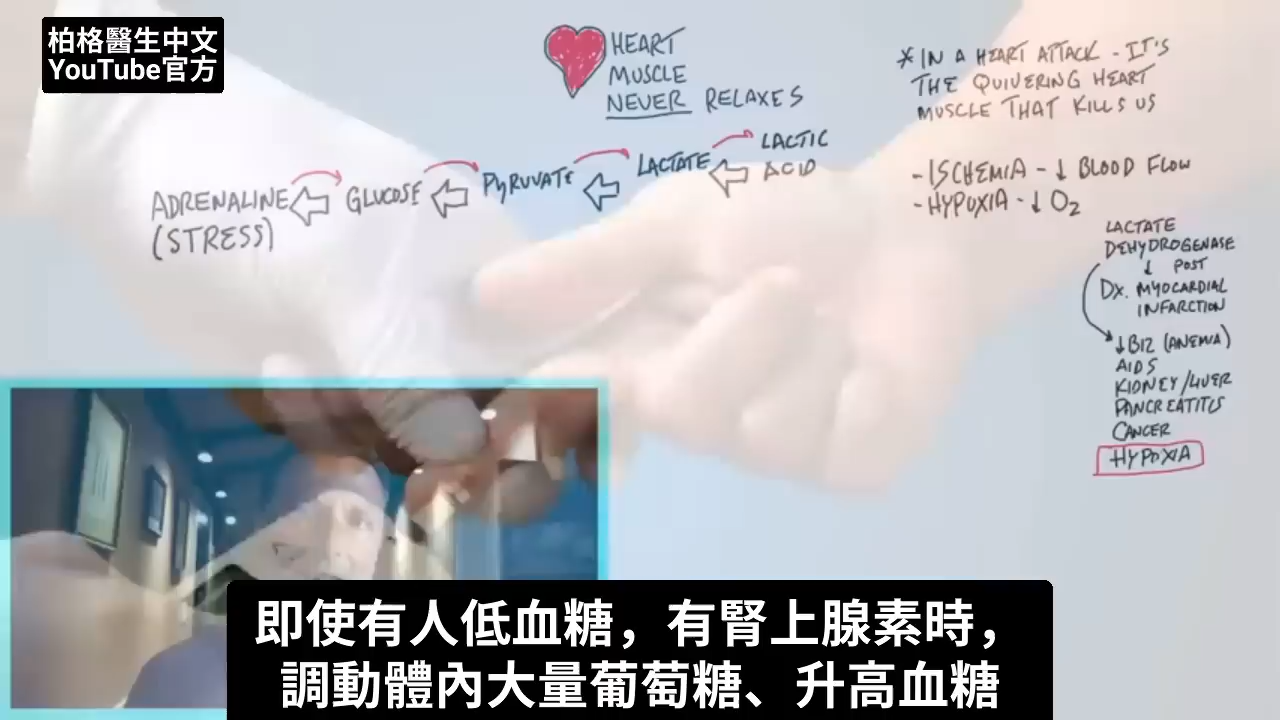 柏格醫生中文
YouTube官方
HEART
MUSCLE
NEVER RELAXES
* IN A HEART ATTACK - IT'S
THE QUIVERING HEART
MUSCLE THAT KILLS US
ADRENALINE
(STRESS)
GLUCOSE
PYRUVATE
LACTATE
LACTIC
ACID
- ISCHEMIA - ↓ BLOOD FLOW
- HYPOXIA - ↓ O2
LACTATE
DEHYDROGENASE
↓ POST
DX. MYOCARDIAL
INFARCTION
↓ B12 (ANEMIA)
AIDS
KIDNEY/LIVER
PANCREATITIS
CANCER
HYPOXIA
即使有人低血糖，有腎上腺素時，
調動體內大量葡萄糖、升高血糖